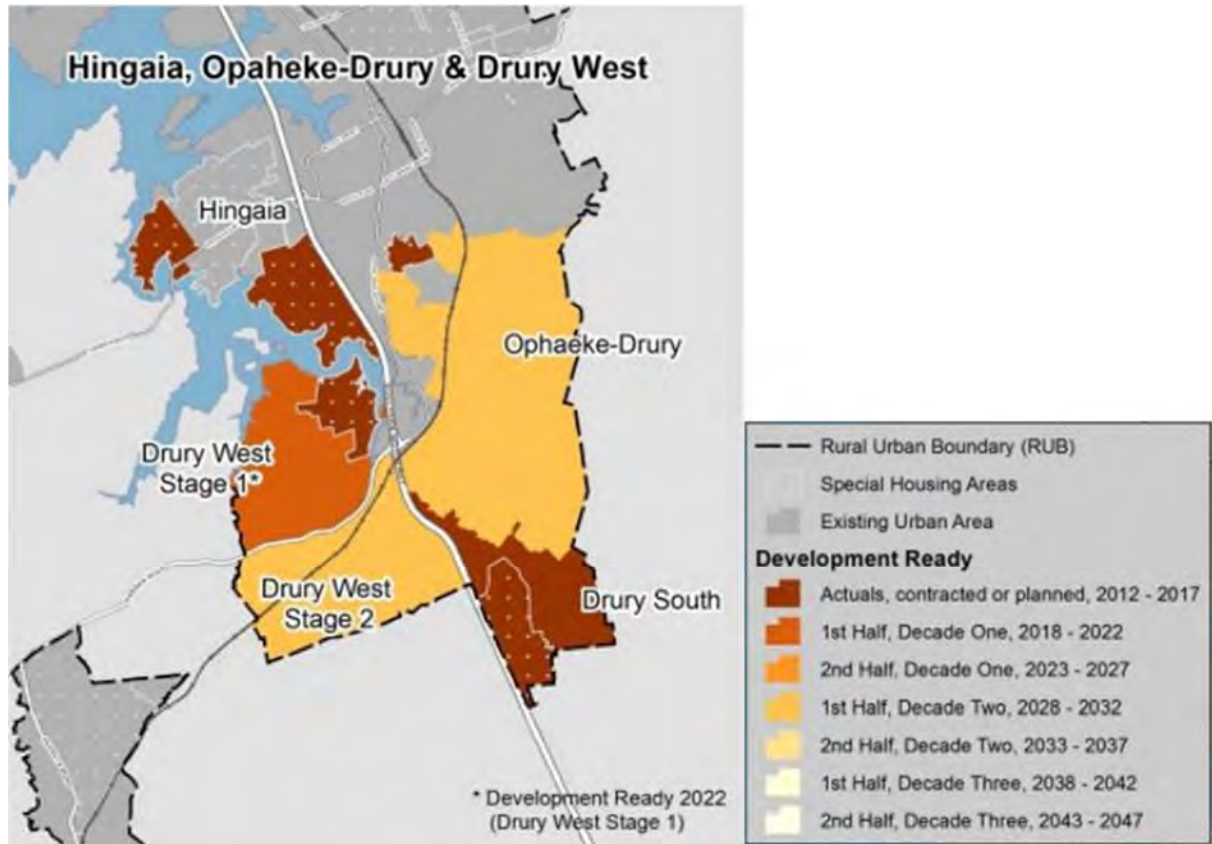 Hingaia, Opaheke-Drury & Drury West
Hingaia
Ophaeke-Drury
Drury West
Stage 1*
Drury West
Stage 2
Drury South
* Development Ready 2022
(Drury West Stage 1)
Rural Urban Boundary (RUB)
Special Housing Areas
Existing Urban Area
Development Ready
Actuals, contracted or planned, 2012 - 2017
1st Half, Decade One, 2018 - 2022
2nd Half, Decade One, 2023 - 2027
1st Half, Decade Two, 2028 - 2032
2nd Half, Decade Two, 2033 - 2037
1st Half, Decade Three, 2038 - 2042
2nd Half, Decade Three, 2043 - 2047